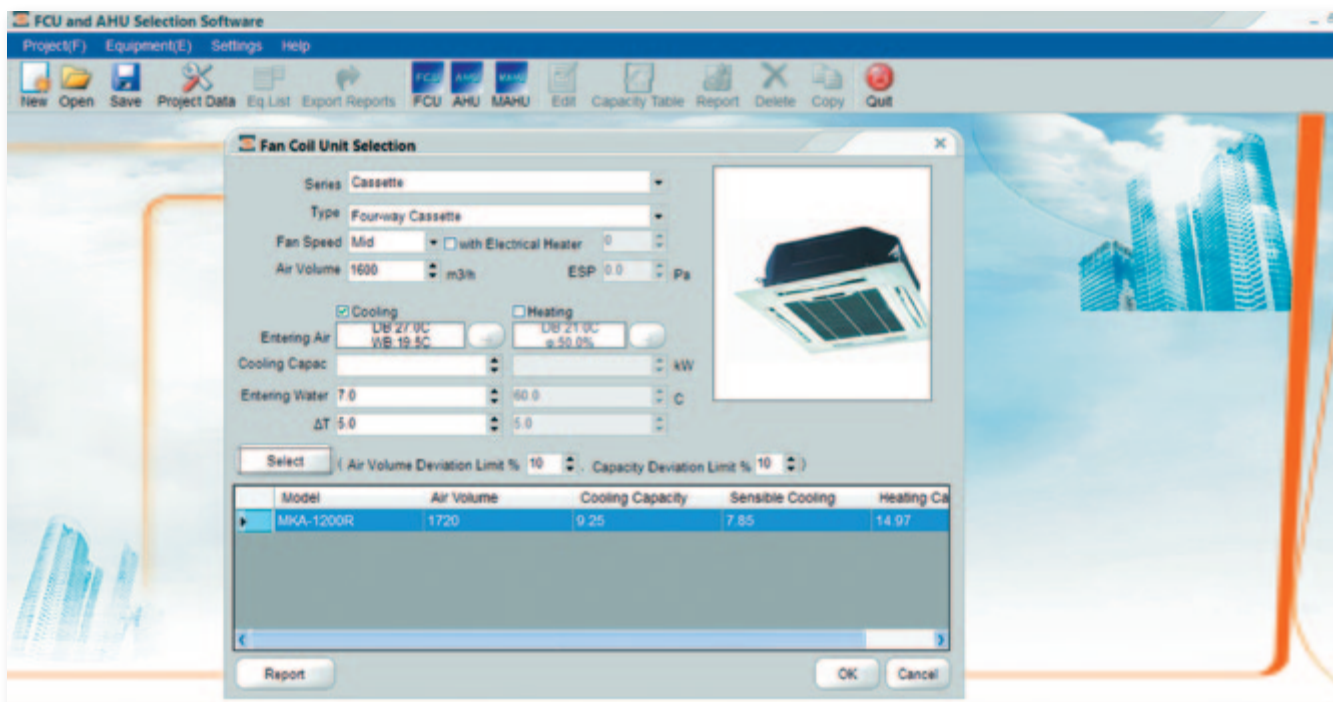 FCU and AHU Selection Software
Project(F) Equipment(E) Settings Help
FCU AHU MAHU
New Open Save Project Data Eq.List Export Reports FCU AHU MAHU Edit Capacity Table Report Delete Copy Quit
Fan Coil Unit Selection
Series Cassette
Type Four-way Cassette
Fan Speed Mid with Electrical Heater 0
Air Volume 1600 m3/h ESP 0.0 Pa
Cooling Heating
Entering Air DB:27.0C DB:21.0C
WB:19.5C φ:50.0%
Cooling Capac kW
Entering Water 7.0 60.0 C
ΔT 5.0 5.0
Select ( Air Volume Deviation Limit % 10 , Capacity Deviation Limit % 10 )
Model Air Volume Cooling Capacity Sensible Cooling Heating Ca
MKA-1200R 1720 9.25 7.85 14.97
Report OK Cancel